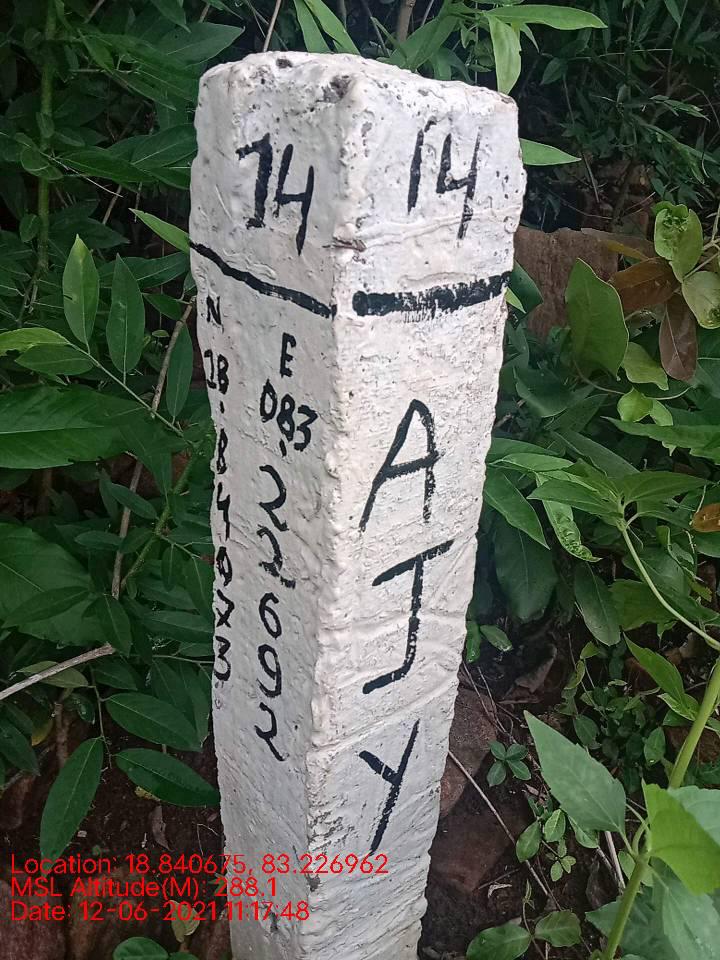 14
N 18.84073
E 083.22692
14
AJY
Location: 18.840675, 83.226962
MSL Altitude(M): 288.1
Date: 12-06-2021 11:17:48